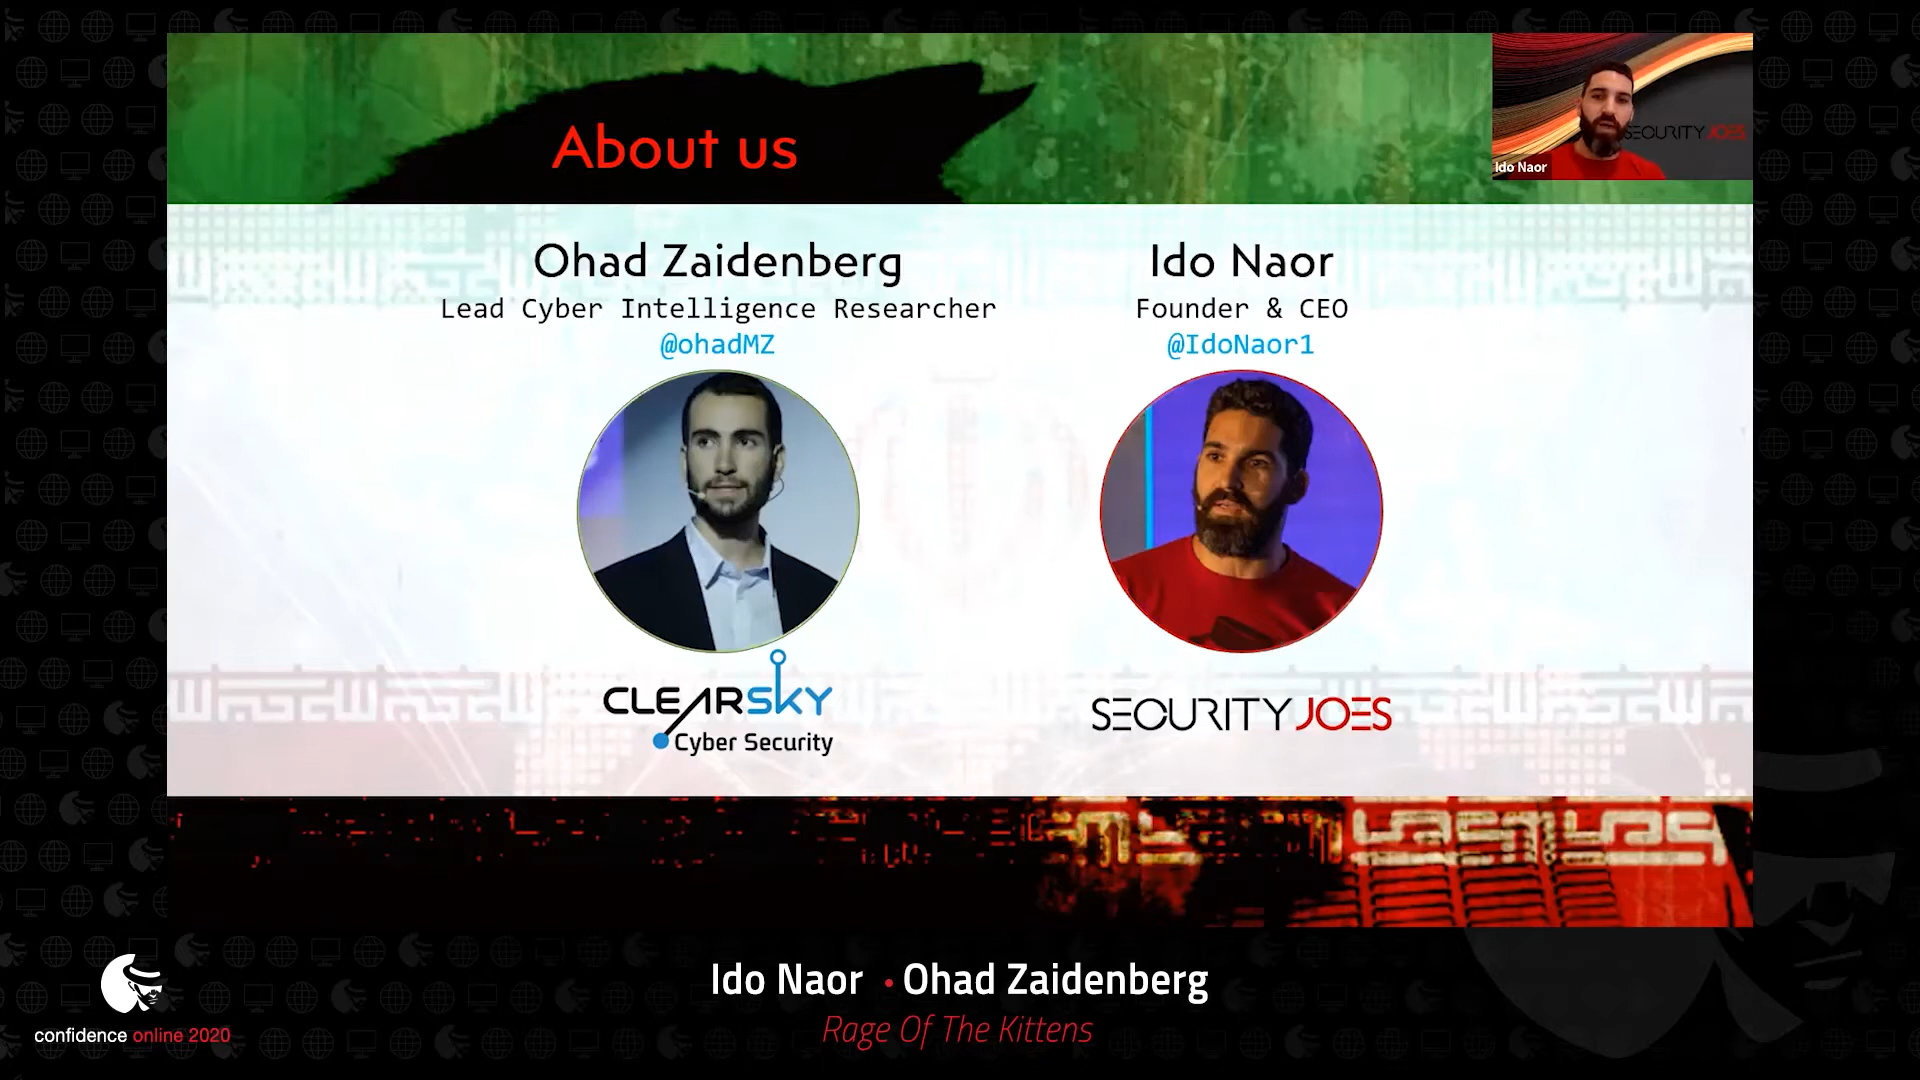 About us
SECURITY JOES
Ido Naor
Ohad Zaidenberg
Lead Cyber Intelligence Researcher
@ohadMZ
Ido Naor
Founder & CEO
@IdoNaor1
CLEARSKY
Cyber Security
SECURITY JOES
Ido Naor • Ohad Zaidenberg
Rage Of The Kittens
confidence online 2020